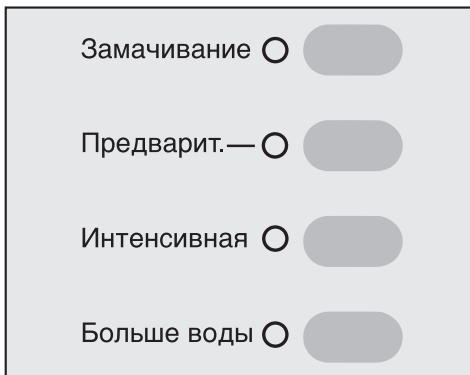 Замачивание
Предварит.—
Интенсивная
Больше воды